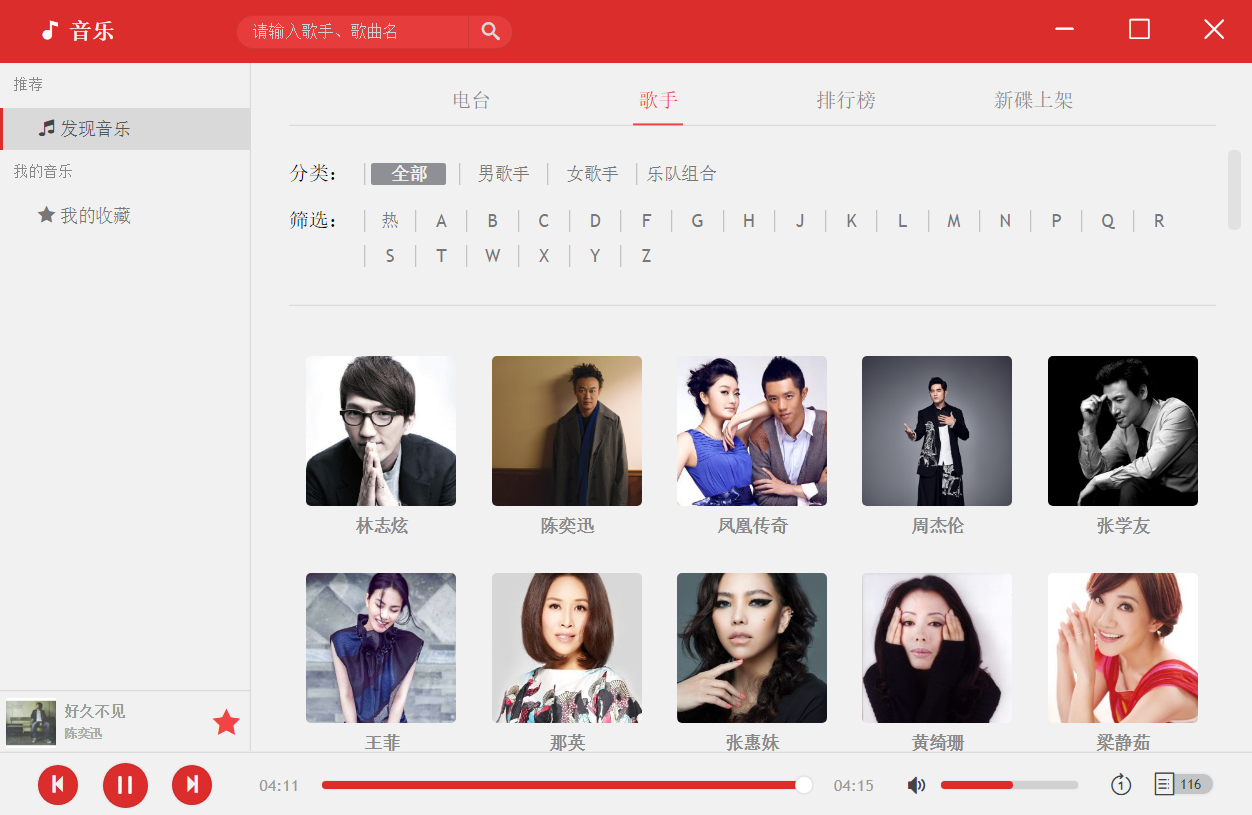 音乐
请输入歌手、歌曲名
推荐
发现音乐
我的音乐
我的收藏
电台 歌手 排行榜 新碟上架
分类： 全部 男歌手 女歌手 乐队组合
筛选： 热 A B C D F G H J K L M N P Q R
S T W X Y Z
林志炫 陈奕迅 凤凰传奇 周杰伦 张学友
王菲 那英 张惠妹 黄绮珊 梁静茹
好久不见
陈奕迅
04:11 04:15 1 116